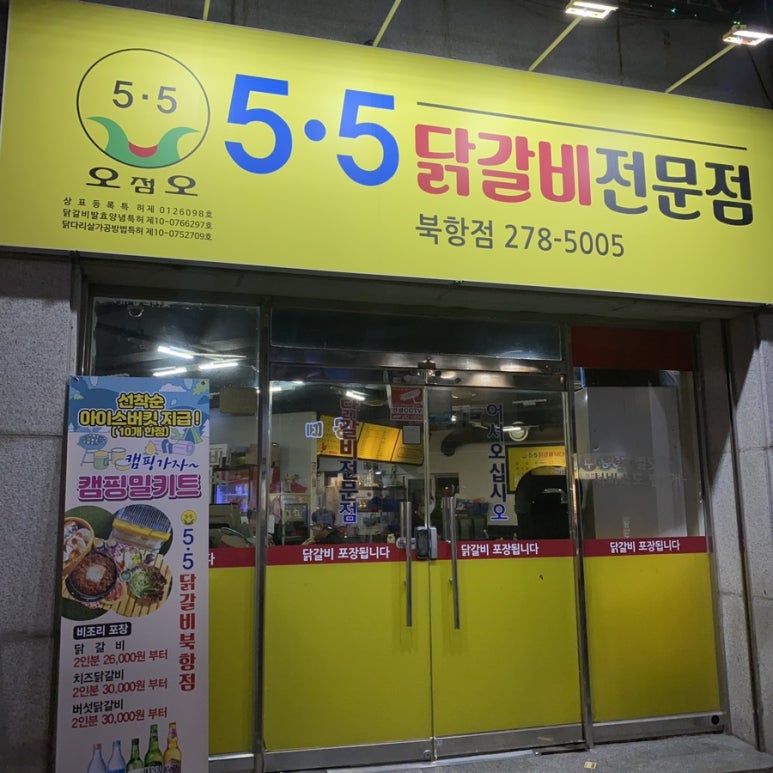 5·5
오점오
상표등록특허제 0126098호
닭갈비발효양념특허 제10-0766297호
닭다리살가공방법특허 제10-0752709호
5·5 닭갈비전문점
북항점 278-5005
선착순
아이스버킷 지급!
(10개 한정)
캠핑가자~
캠핑밀키트
5·5 닭갈비북항점
비조리 포장
닭갈비
2인분 26,000원 부터
치즈닭갈비
2인분 30,000원 부터
버섯닭갈비
2인분 30,000원 부터
닭갈비전문점
어서오십시오
CCTV
닭갈비 포장됩니다
닭갈비 포장됩니다
닭갈비 포장됩니다